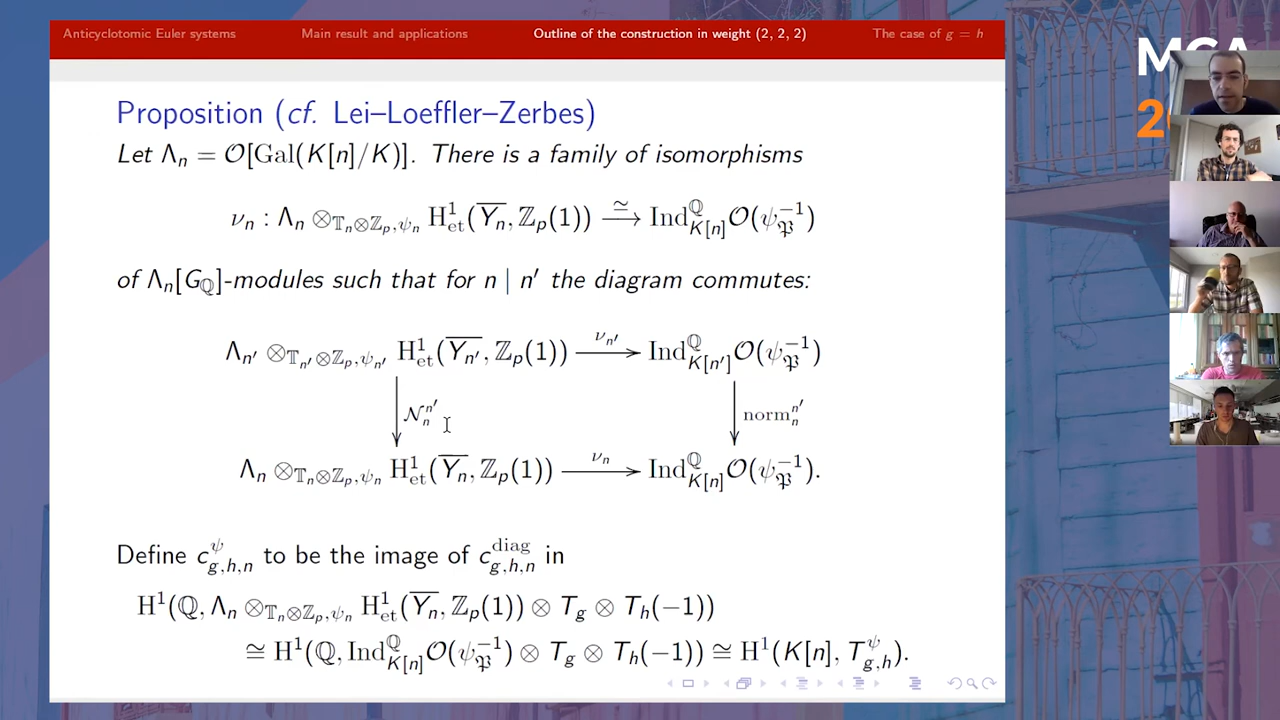 Anticyclotomic Euler systems Main result and applications Outline of the construction in weight (2, 2, 2) The case of g = h
Proposition (cf. Lei–Loeffler–Zerbes)
Let Λ_n = 𝒪[Gal(K[n]/K)]. There is a family of isomorphisms
ν_n : Λ_n ⊗_{𝕋_n⊗ℤ_p,ψ_n} H^1_et(\overline{Y_n}, ℤ_p(1)) ≃⟶ Ind^ℚ_{K[n]} 𝒪(ψ_𝔓^{-1})
of Λ_n[G_ℚ]-modules such that for n | n′ the diagram commutes:
Λ_{n′} ⊗_{𝕋_{n′}⊗ℤ_p,ψ_{n′}} H^1_et(\overline{Y_{n′}}, ℤ_p(1)) ν_{n′}⟶ Ind^ℚ_{K[n′]} 𝒪(ψ_𝔓^{-1})
𝒩_n^{n′} norm_n^{n′}
Λ_n ⊗_{𝕋_n⊗ℤ_p,ψ_n} H^1_et(\overline{Y_n}, ℤ_p(1)) ν_n⟶ Ind^ℚ_{K[n]} 𝒪(ψ_𝔓^{-1}).
Define c^ψ_{g,h,n} to be the image of c^{diag}_{g,h,n} in
H^1(ℚ, Λ_n ⊗_{𝕋_n⊗ℤ_p,ψ_n} H^1_et(\overline{Y_n}, ℤ_p(1)) ⊗ T_g ⊗ T_h(−1))
≅ H^1(ℚ, Ind^ℚ_{K[n]} 𝒪(ψ_𝔓^{-1}) ⊗ T_g ⊗ T_h(−1)) ≅ H^1(K[n], T^ψ_{g,h}).